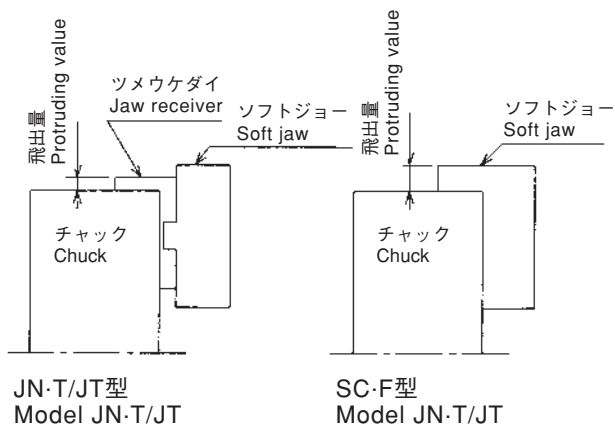 飛出量
Protruding value
ツメウケダイ
Jaw receiver
ソフトジョー
Soft jaw
チャック
Chuck
JN·T/JT型
Model JN·T/JT
飛出量
Protruding value
ソフトジョー
Soft jaw
チャック
Chuck
SC·F型
Model JN·T/JT